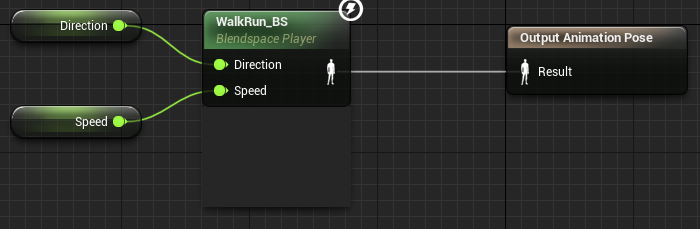 Direction
Speed
WalkRun_BS
Blendspace Player
Direction
Speed
Output Animation Pose
Result